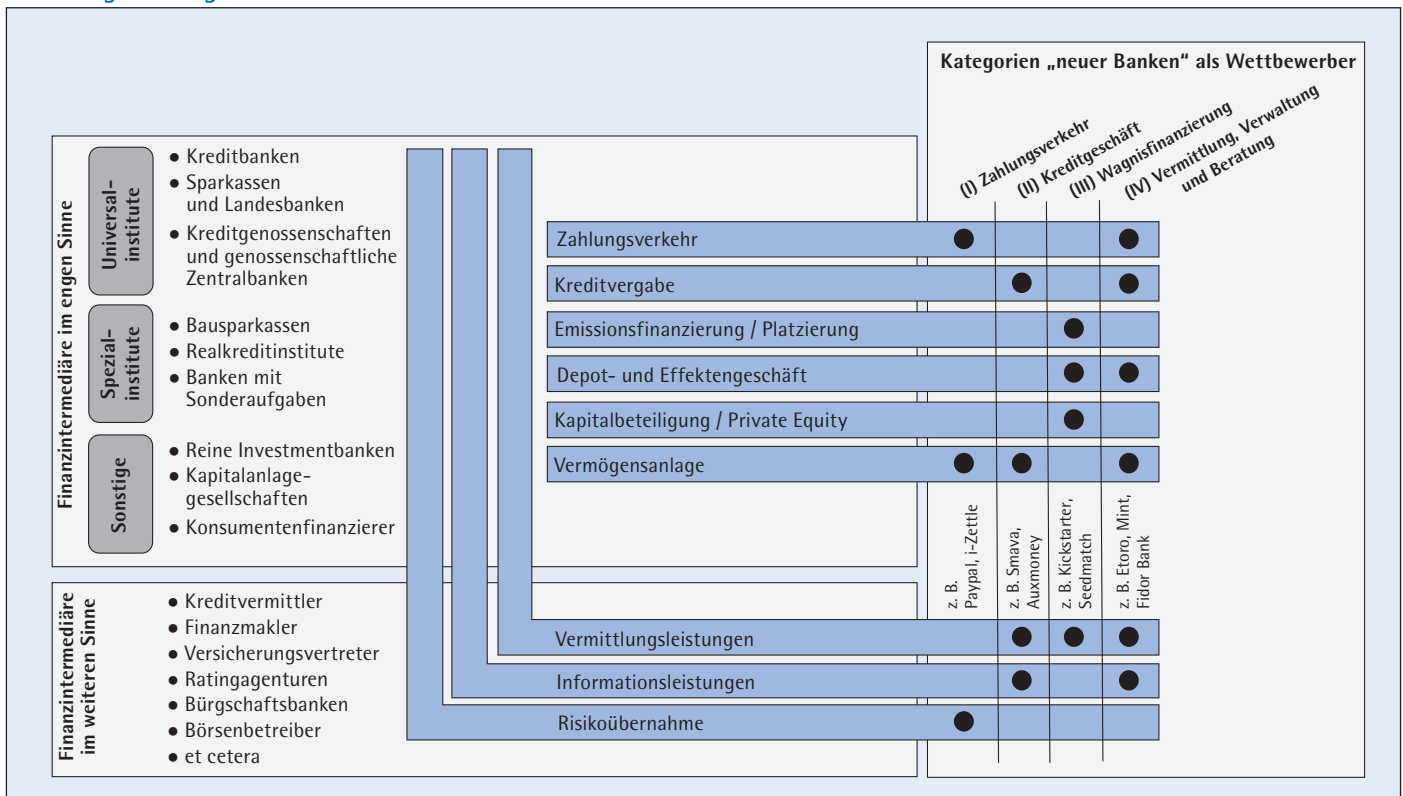 Kategorien „neuer Banken“ als Wettbewerber
(I) Zahlungsverkehr
(II) Kreditgeschäft
(III) Wagnisfinanzierung
(IV) Vermittlung, Verwaltung
und Beratung
Finanzintermediäre im engen Sinne
Universal-
institute
● Kreditbanken
● Sparkassen
und Landesbanken
● Kreditgenossenschaften
und genossenschaftliche
Zentralbanken
Spezial-
institute
● Bausparkassen
● Realkreditinstitute
● Banken mit
Sonderaufgaben
Sonstige
● Reine Investmentbanken
● Kapitalanlage-
gesellschaften
● Konsumentenfinanzierer
Zahlungsverkehr
Kreditvergabe
Emissionsfinanzierung / Platzierung
Depot- und Effektengeschäft
Kapitalbeteiligung / Private Equity
Vermögensanlage
z. B.
Paypal, i-Zettle
z. B. Smava,
Auxmoney
z. B. Kickstarter,
Seedmatch
z. B. Etoro, Mint,
Fidor Bank
Finanzintermediäre
im weiteren Sinne
● Kreditvermittler
● Finanzmakler
● Versicherungsvertreter
● Ratingagenturen
● Bürgschaftsbanken
● Börsenbetreiber
● et cetera
Vermittlungsleistungen
Informationsleistungen
Risikoübernahme